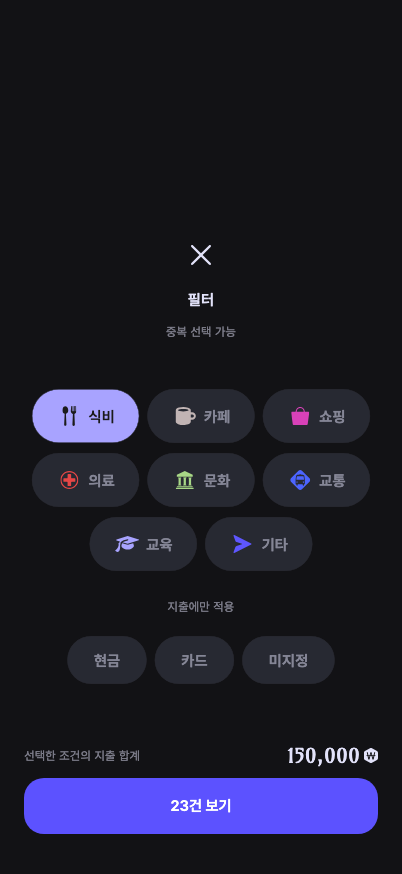 필터
중복 선택 가능
식비 카페 쇼핑
의료 문화 교통
교육 기타
지출에만 적용
현금 카드 미지정
선택한 조건의 지출 합계 150,000
23건 보기